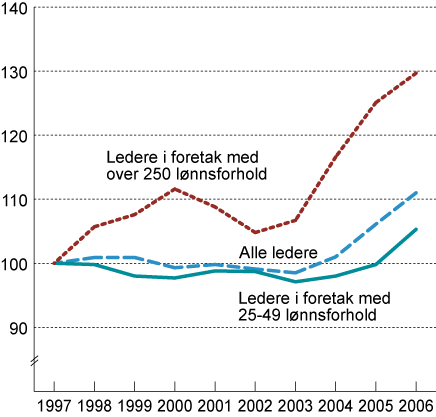 140
130
120
110
100
90
Ledere i foretak med
over 250 lønnsforhold
Alle ledere
Ledere i foretak med
25-49 lønnsforhold
1997 1998 1999 2000 2001 2002 2003 2004 2005 2006